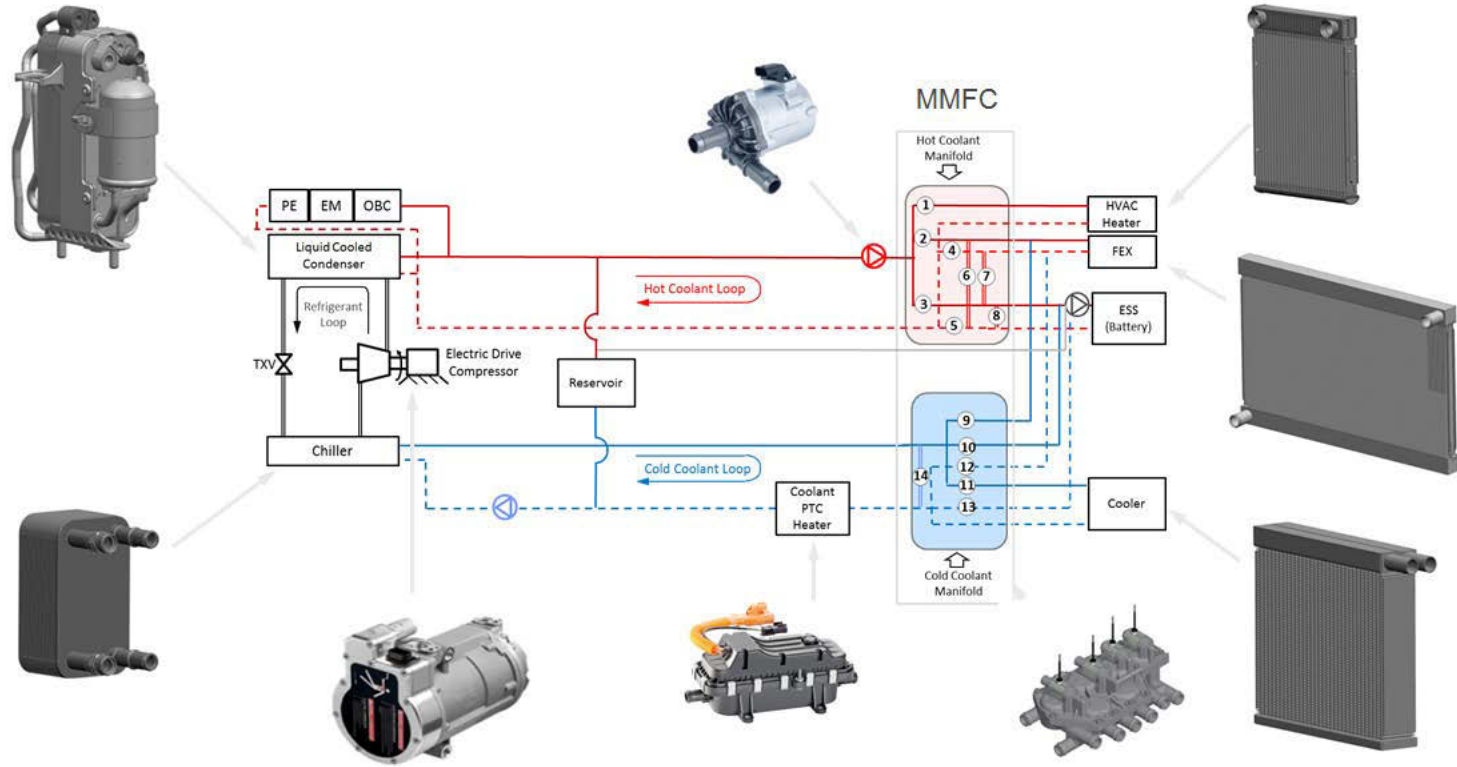 MMFC
Hot Coolant
Manifold
PE
EM
OBC
1
HVAC
Heater
2
Liquid Cooled
Condenser
4
FEX
6
7
Hot Coolant Loop
Refrigerant
Loop
3
8
ESS
(Battery)
5
TXV
Electric Drive
Compressor
Reservoir
9
Chiller
10
Cold Coolant Loop
12
14
11
Coolant
PTC
Heater
Cooler
13
Cold Coolant
Manifold